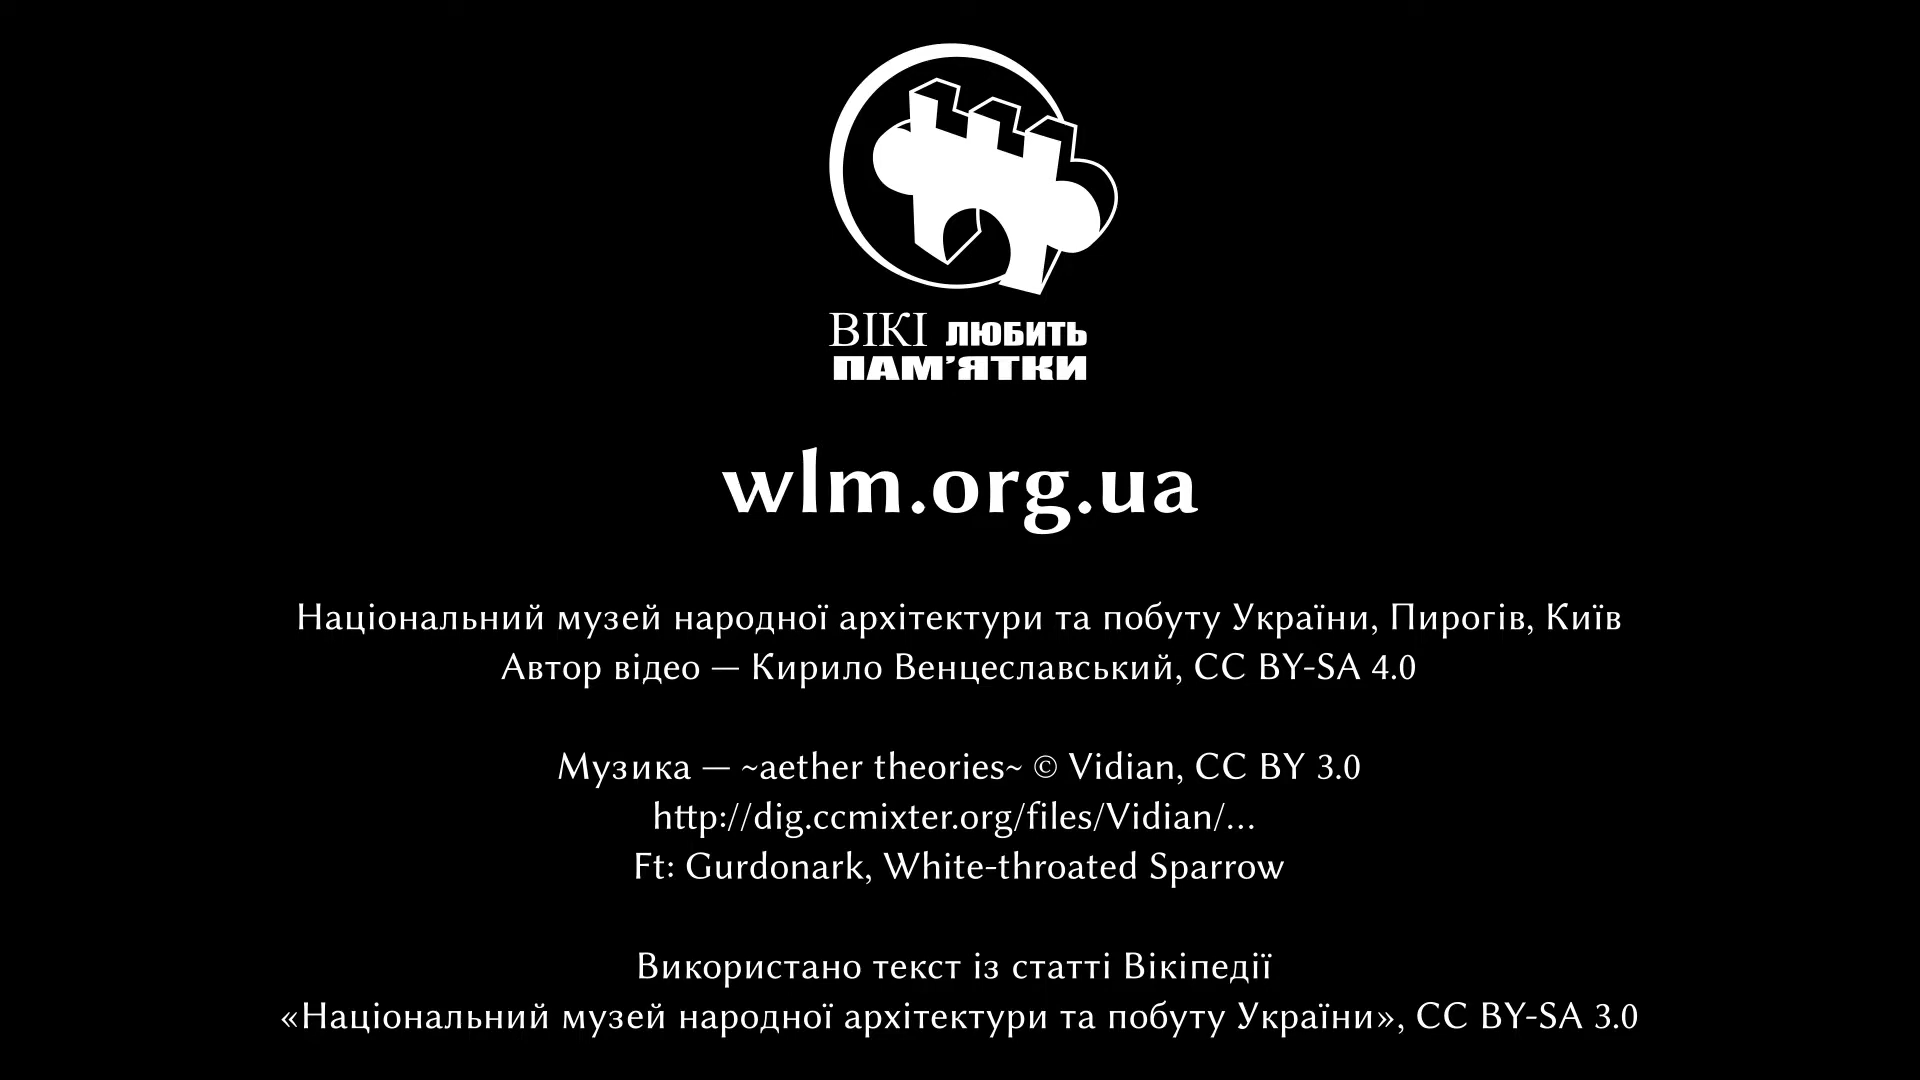 ВІКІ ЛЮБИТЬ
ПАМ’ЯТКИ
wlm.org.ua
Національний музей народної архітектури та побуту України, Пирогів, Київ
Автор відео — Кирило Венцеславський, CC BY-SA 4.0
Музика — ~aether theories~ © Vidian, CC BY 3.0
http://dig.ccmixter.org/files/Vidian/...
Ft: Gurdonark, White-throated Sparrow
Використано текст із статті Вікіпедії
«Національний музей народної архітектури та побуту України», CC BY-SA 3.0